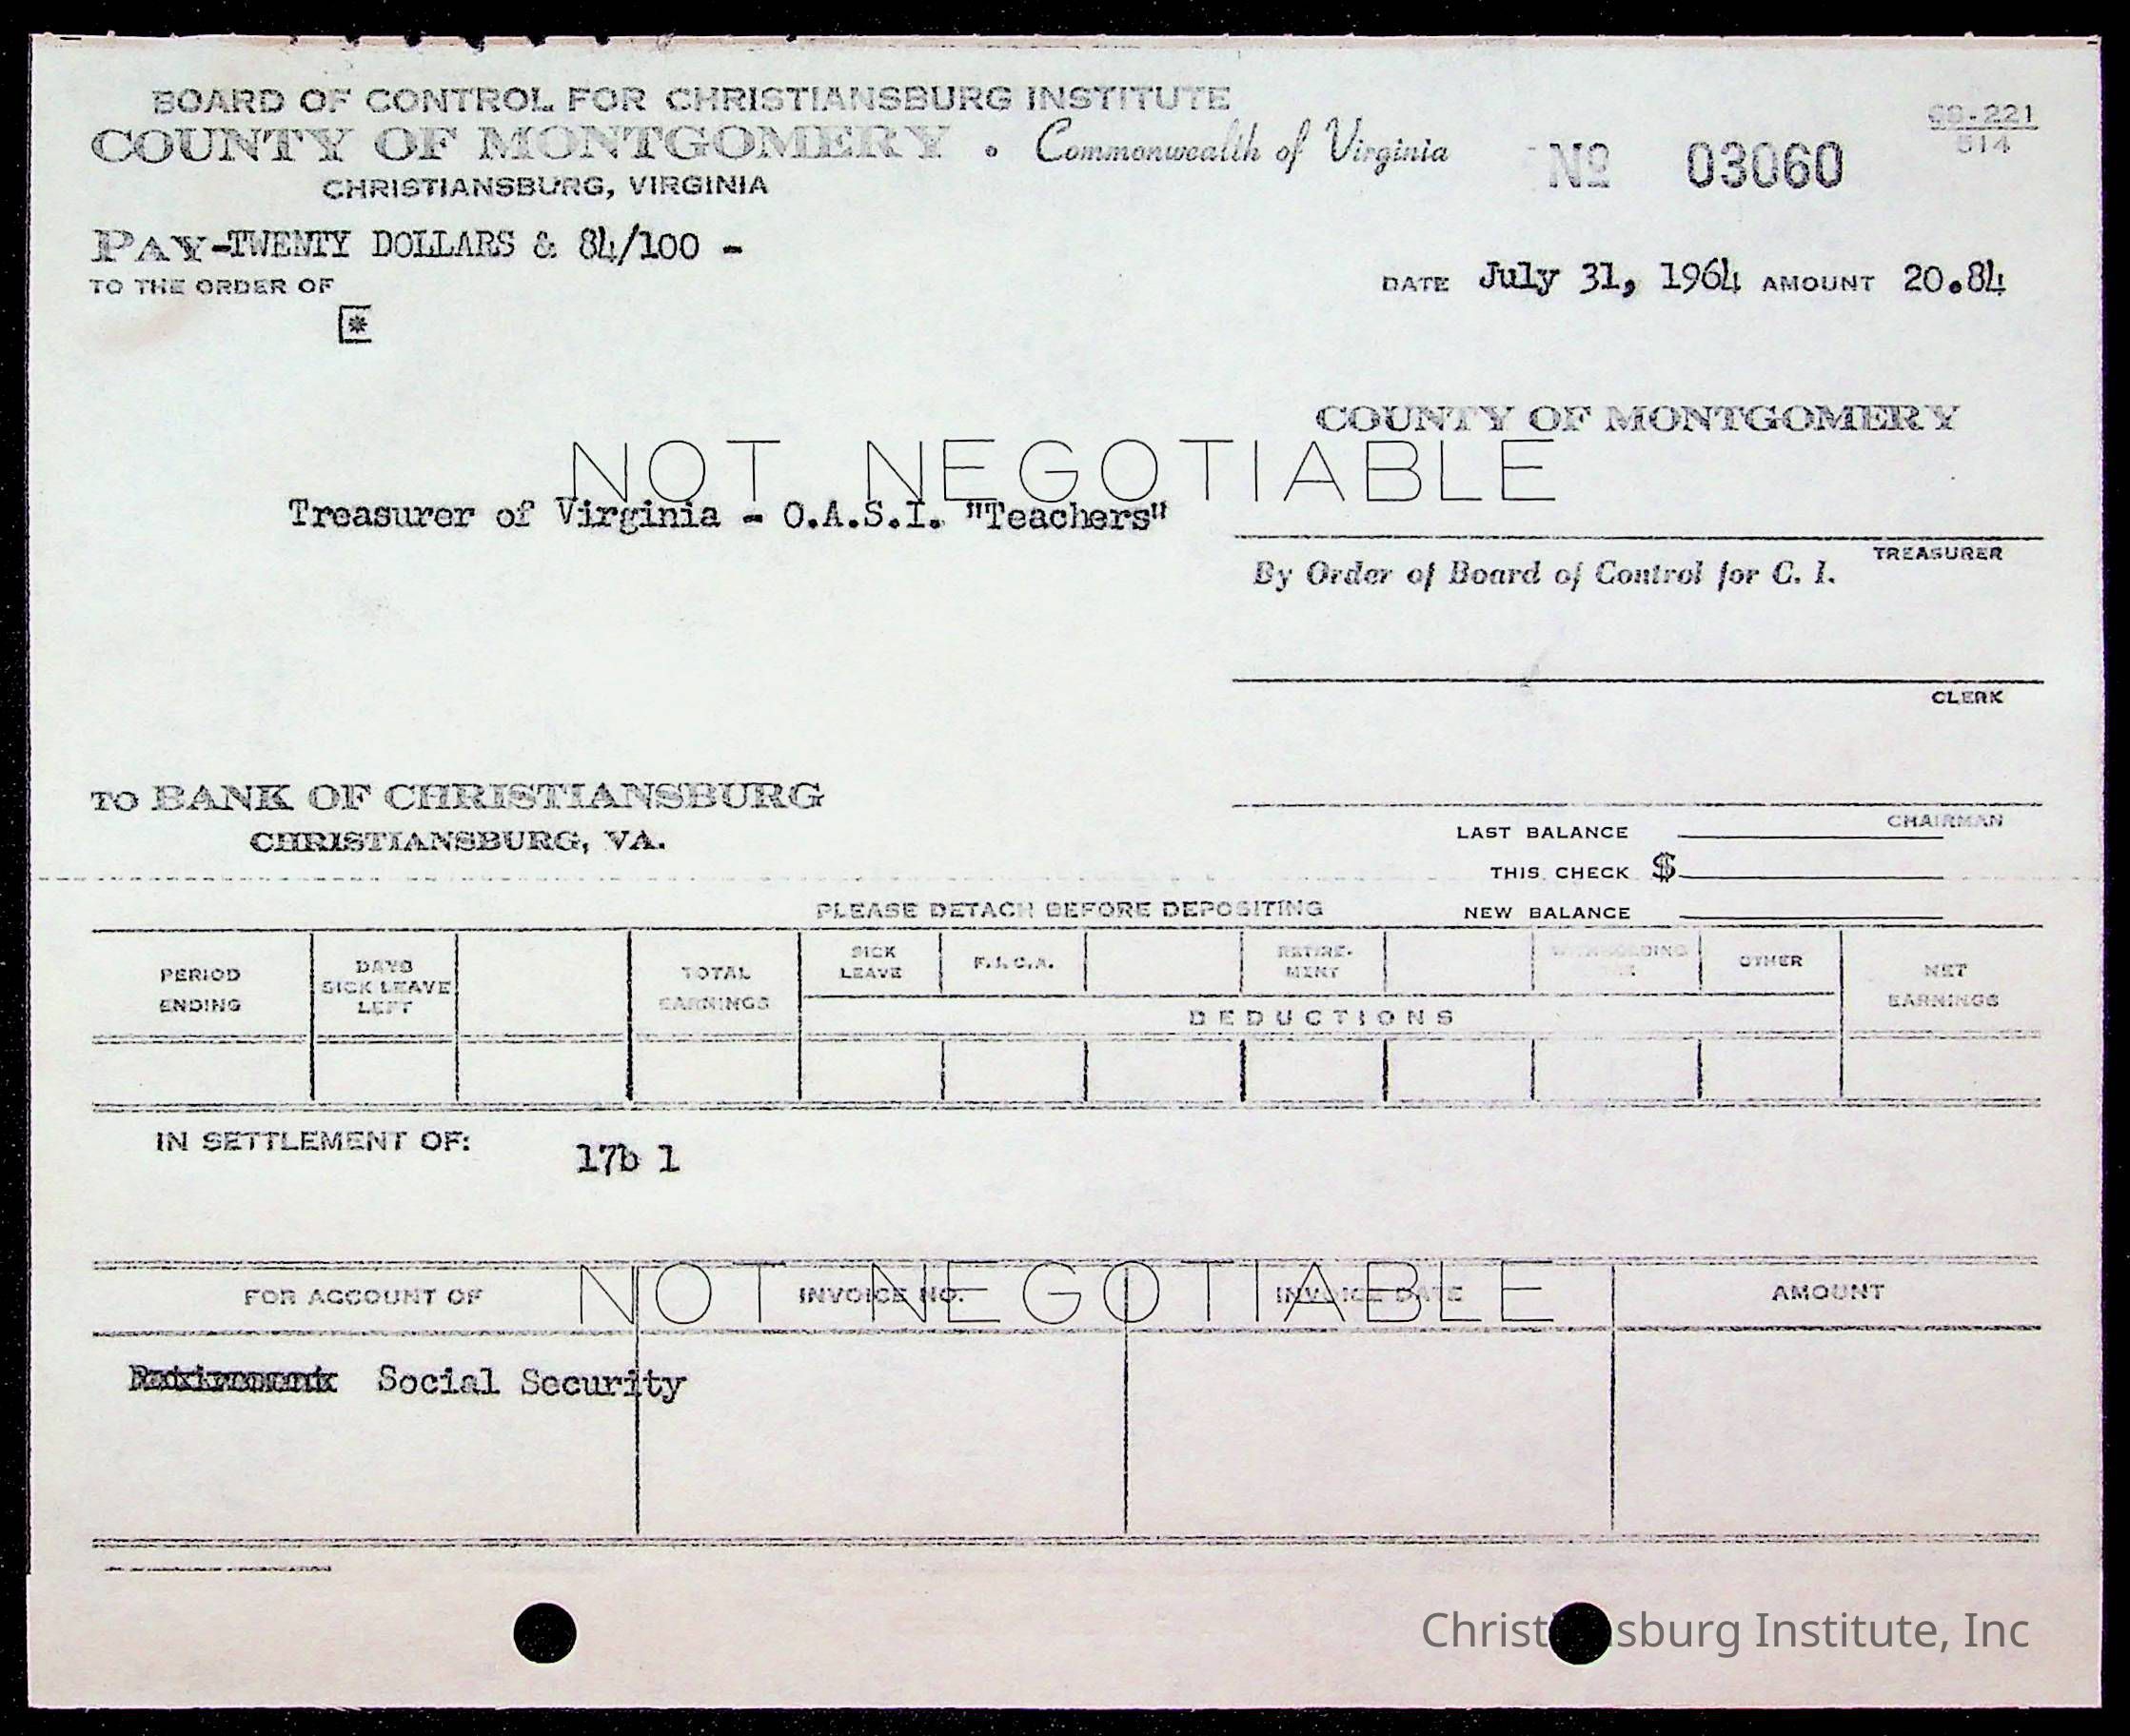 BOARD OF CONTROL FOR CHRISTIANSBURG INSTITUTE
COUNTY OF MONTGOMERY • Commonwealth of Virginia
CHRISTIANSBURG, VIRGINIA
68-221
514
No 03060
PAY -TWENTY DOLLARS & 84/100 -
TO THE ORDER OF
DATE July 31, 1964 AMOUNT 20.84
COUNTY OF MONTGOMERY
NOT NEGOTIABLE
Treasurer of Virginia - O.A.S.I. "Teachers"
TREASURER
By Order of Board of Control for C. I.
CLERK
TO BANK OF CHRISTIANSBURG
CHRISTIANSBURG, VA.
CHAIRMAN
LAST BALANCE
THIS CHECK $
NEW BALANCE
PLEASE DETACH BEFORE DEPOSITING
PERIOD ENDING
DAYS SICK LEAVE LEFT
TOTAL EARNINGS
SICK LEAVE
F.I.C.A.
RETIRE-MENT
WITHHOLDING
OTHER
NET EARNINGS
DEDUCTIONS
IN SETTLEMENT OF: 17b 1
NOT NEGOTIABLE
FOR ACCOUNT OF INVOICE NO. INVOICE DATE AMOUNT
Retirement Social Security
Christ sburg Institute, Inc